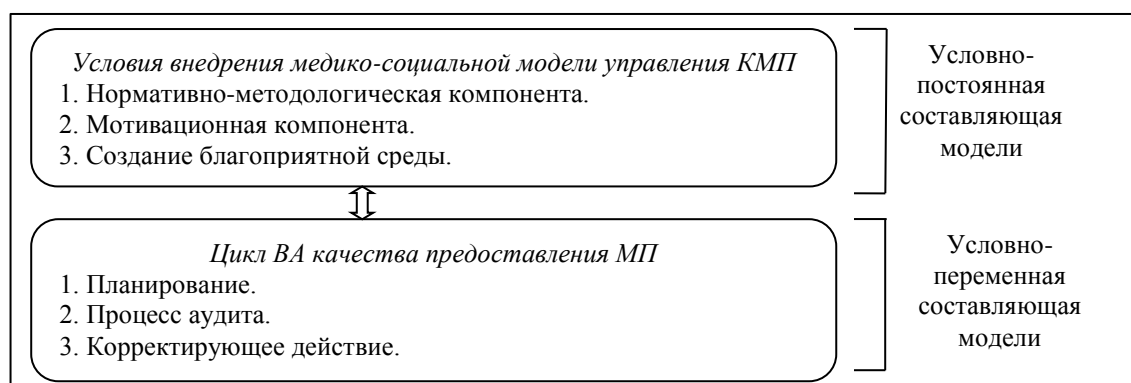 Условия внедрения медико-социальной модели управления КМП
1. Нормативно-методологическая компонента.
2. Мотивационная компонента.
3. Создание благоприятной среды.
Условно-
постоянная
составляющая
модели
Цикл ВА качества предоставления МП
1. Планирование.
2. Процесс аудита.
3. Корректирующее действие.
Условно-
переменная
составляющая
модели